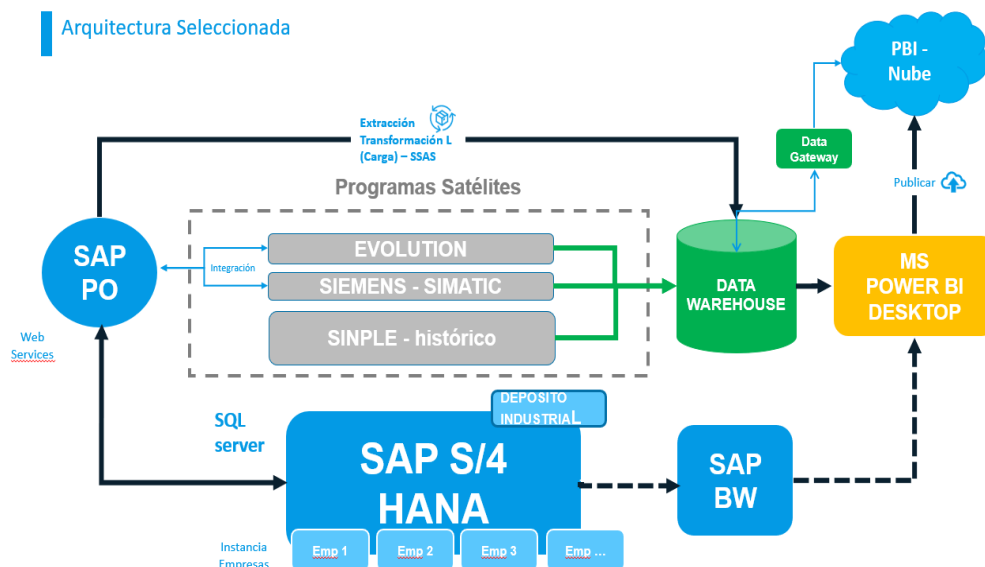 Arquitectura Seleccionada
PBI -
Nube
Extracción
Transformación L
(Carga) – SSAS
Data
Gateway
Programas Satélites
Publicar
SAP
PO
Integración
EVOLUTION
SIEMENS - SIMATIC
SINPLE - histórico
DATA
WAREHOUSE
MS
POWER BI
DESKTOP
Web
Services
DEPOSITO
INDUSTRIAL
SQL
server
SAP S/4
HANA
SAP
BW
Instancia
Empresas
Emp 1
Emp 2
Emp 3
Emp ...